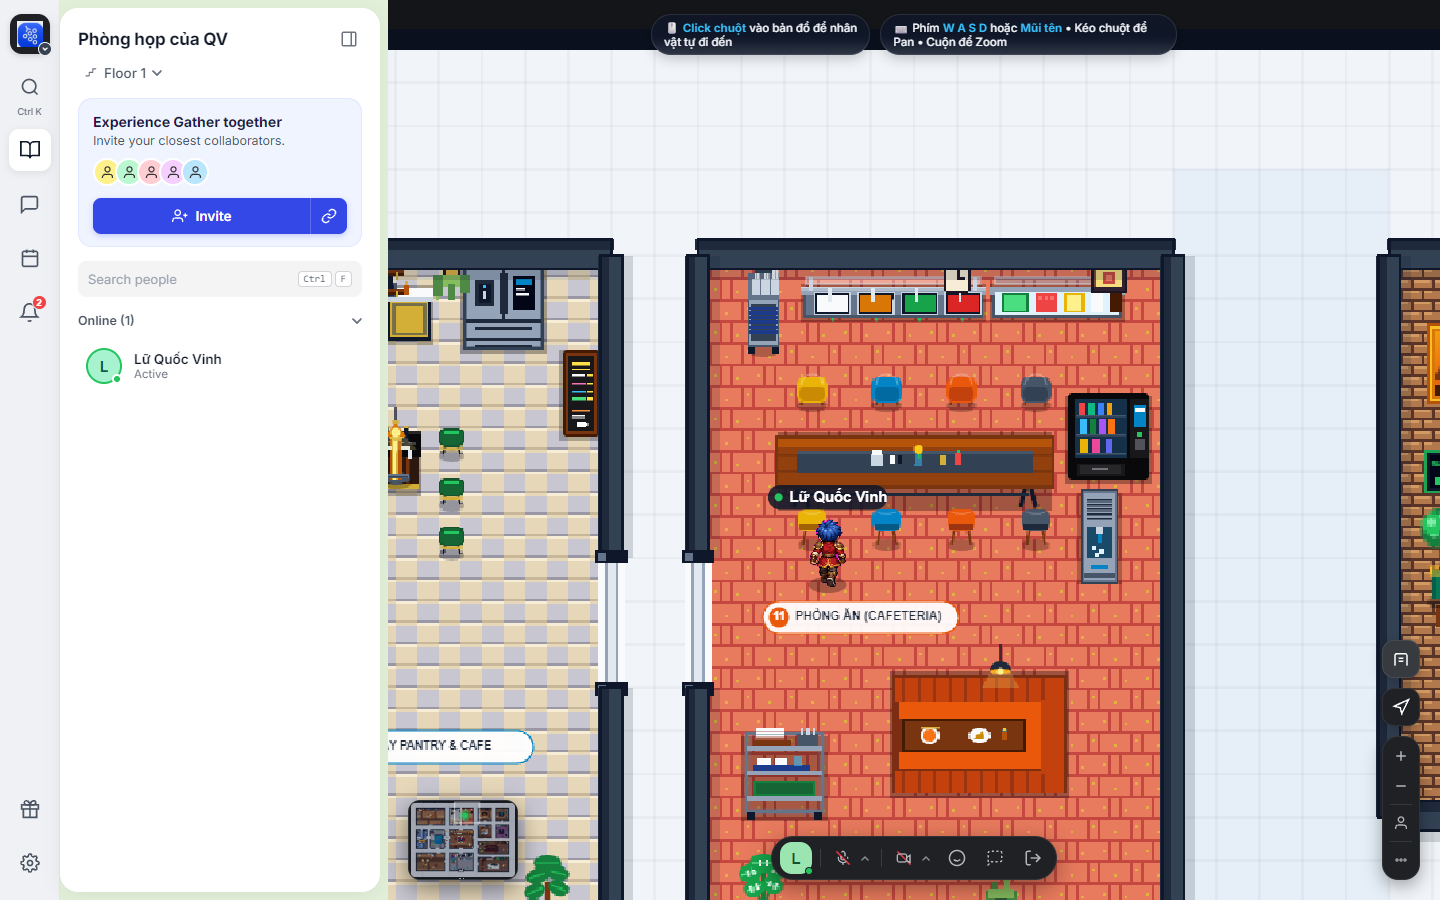 Phòng họp của QV
Floor 1
Ctrl K
Experience Gather together
Invite your closest collaborators.
Invite
Search people
Ctrl F
2
Online (1)
L
Lữ Quốc Vinh
Active
Click chuột vào bản đồ để nhân
vật tự đi đến
Phím W A S D hoặc Mũi tên • Kéo chuột để
Pan • Cuộn để Zoom
Lữ Quốc Vinh
11 PHÒNG ĂN (CAFETERIA)
Y PANTRY & CAFE
L